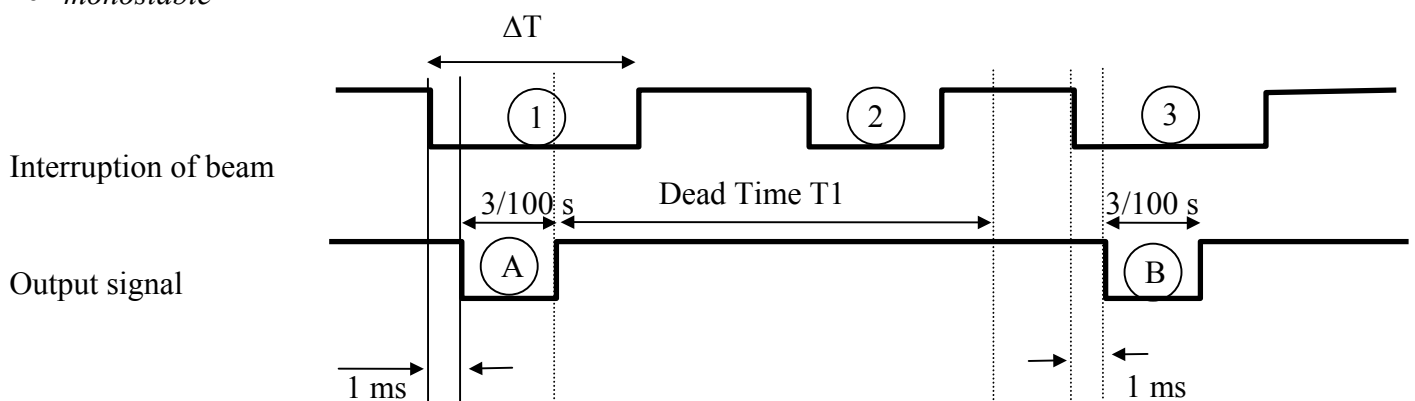 monostable
ΔT
1
2
3
Interruption of beam
3/100 s
Dead Time T1
3/100 s
A
B
Output signal
1 ms
1 ms